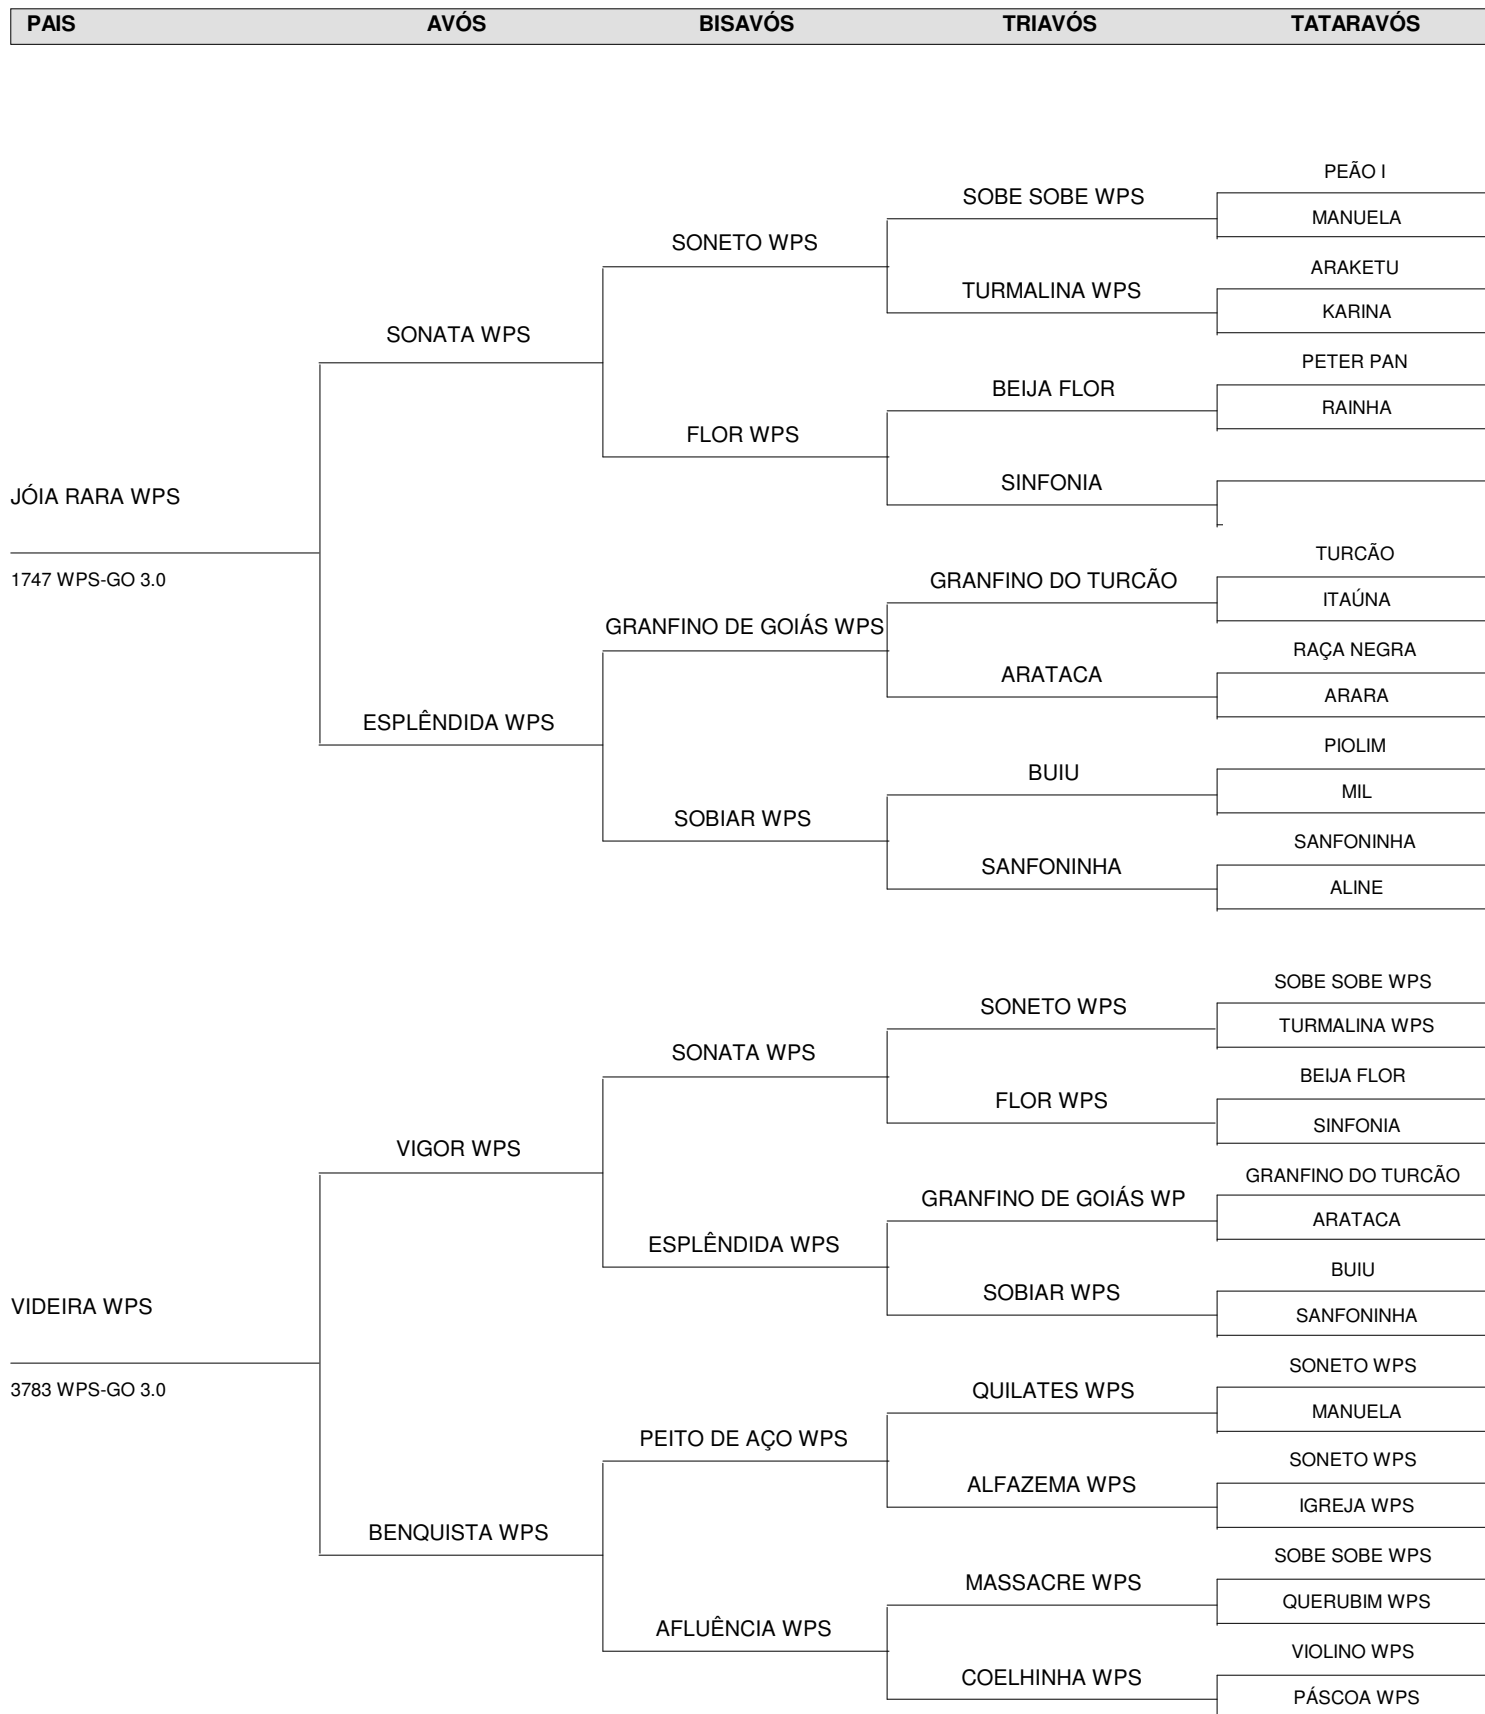 PAIS AVÓS BISAVÓS TRIAVÓS TATARAVÓS
PEÃO I
SOBE SOBE WPS
MANUELA
SONETO WPS
ARAKETU
TURMALINA WPS
KARINA
SONATA WPS
PETER PAN
BEIJA FLOR
RAINHA
FLOR WPS
SINFONIA
JÓIA RARA WPS
TURCÃO
1747 WPS-GO 3.0
GRANFINO DO TURCÃO
ITAÚNA
GRANFINO DE GOIÁS WPS
RAÇA NEGRA
ARATACA
ARARA
ESPLÊNDIDA WPS
PIOLIM
BUIU
MIL
SOBIAR WPS
SANFONINHA
SANFONINHA
ALINE
SOBE SOBE WPS
SONETO WPS
TURMALINA WPS
SONATA WPS
BEIJA FLOR
FLOR WPS
SINFONIA
VIGOR WPS
GRANFINO DO TURCÃO
GRANFINO DE GOIÁS WP
ARATACA
ESPLÊNDIDA WPS
BUIU
SOBIAR WPS
VIDEIRA WPS
SANFONINHA
SONETO WPS
3783 WPS-GO 3.0
QUILATES WPS
MANUELA
PEITO DE AÇO WPS
SONETO WPS
ALFAZEMA WPS
IGREJA WPS
BENQUISTA WPS
SOBE SOBE WPS
MASSACRE WPS
QUERUBIM WPS
AFLUÊNCIA WPS
VIOLINO WPS
COELHINHA WPS
PÁSCOA WPS